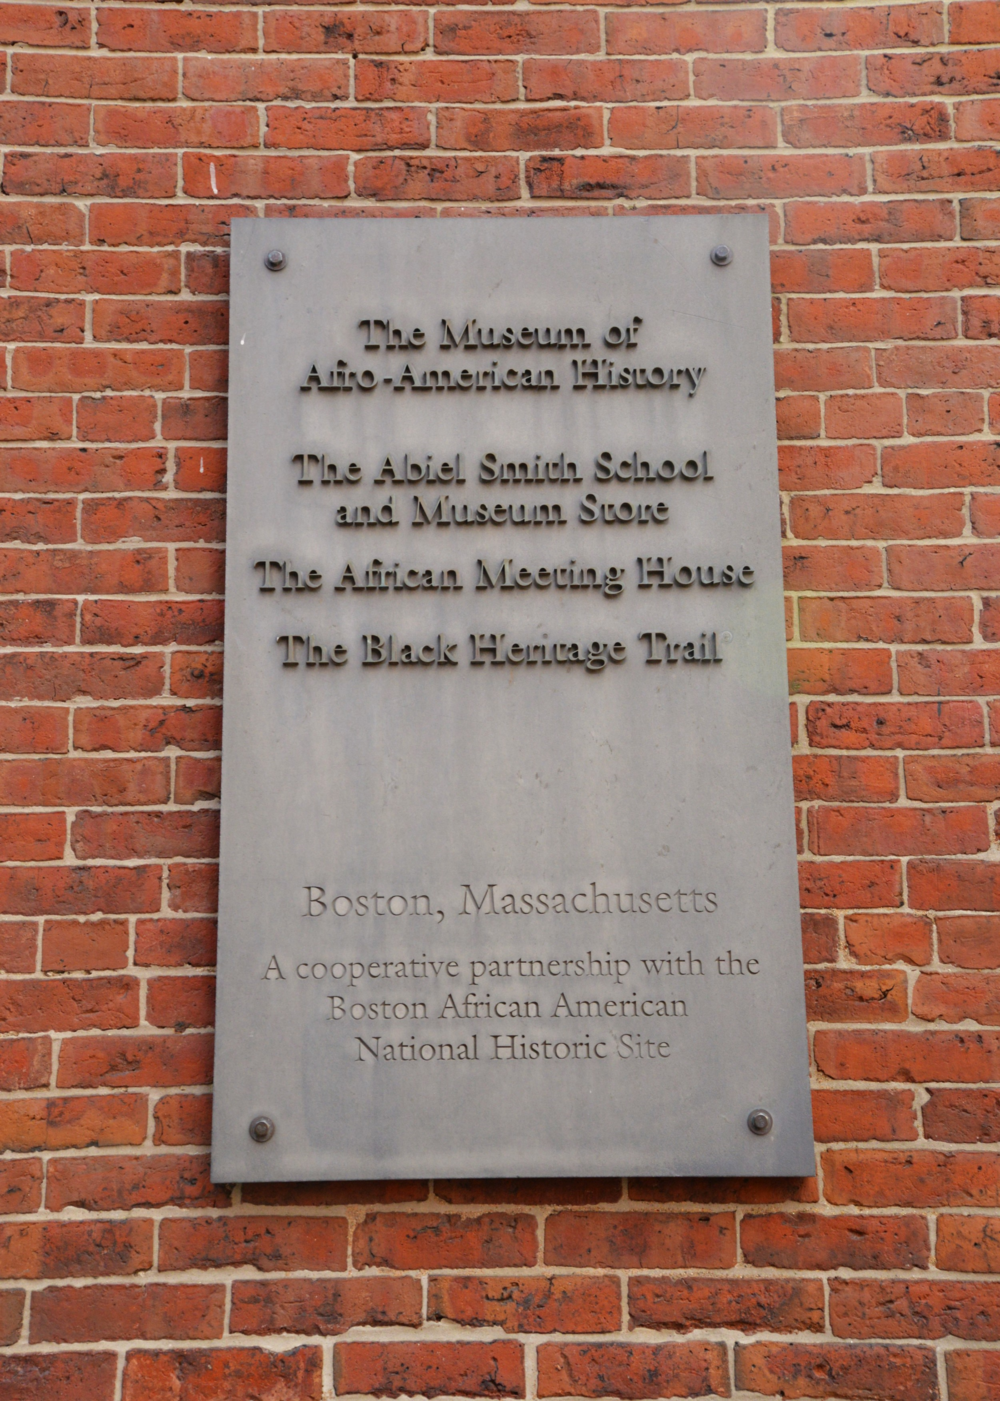 The Museum of
Afro-American History
The Abiel Smith School
and Museum Store
The African Meeting House
The Black Heritage Trail
Boston, Massachusetts
A cooperative partnership with the
Boston African American
National Historic Site